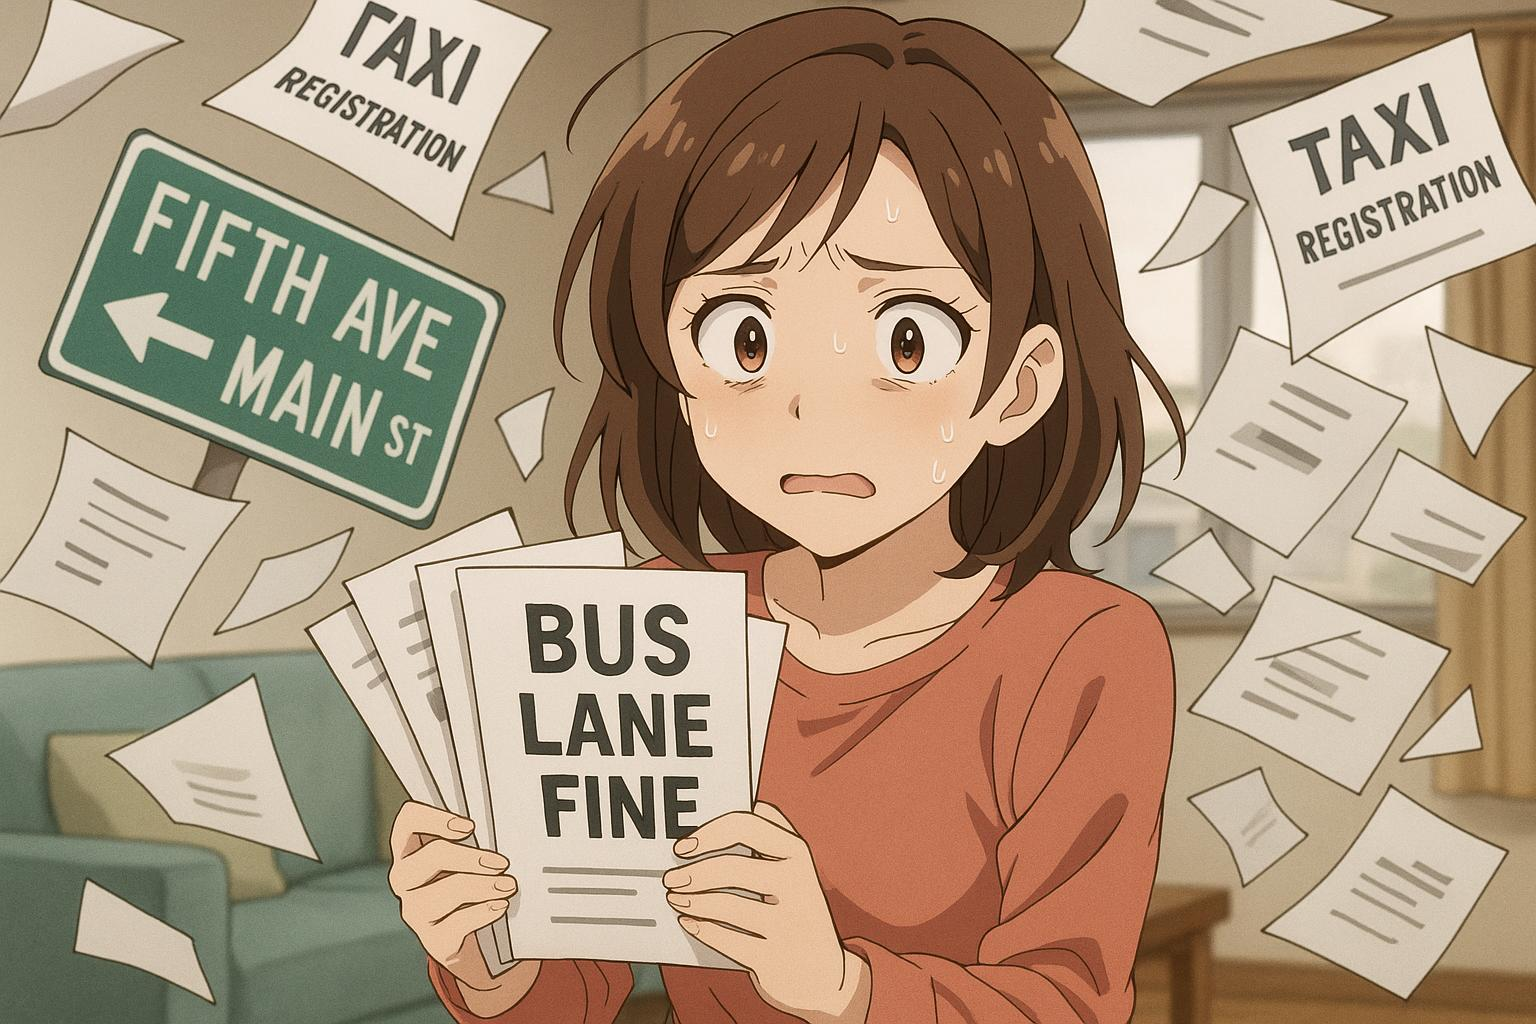 TAXI
REGISTRATION
FIFTH AVE
MAIN ST
TAXI
REGISTRATION
BUS
LANE
FINE